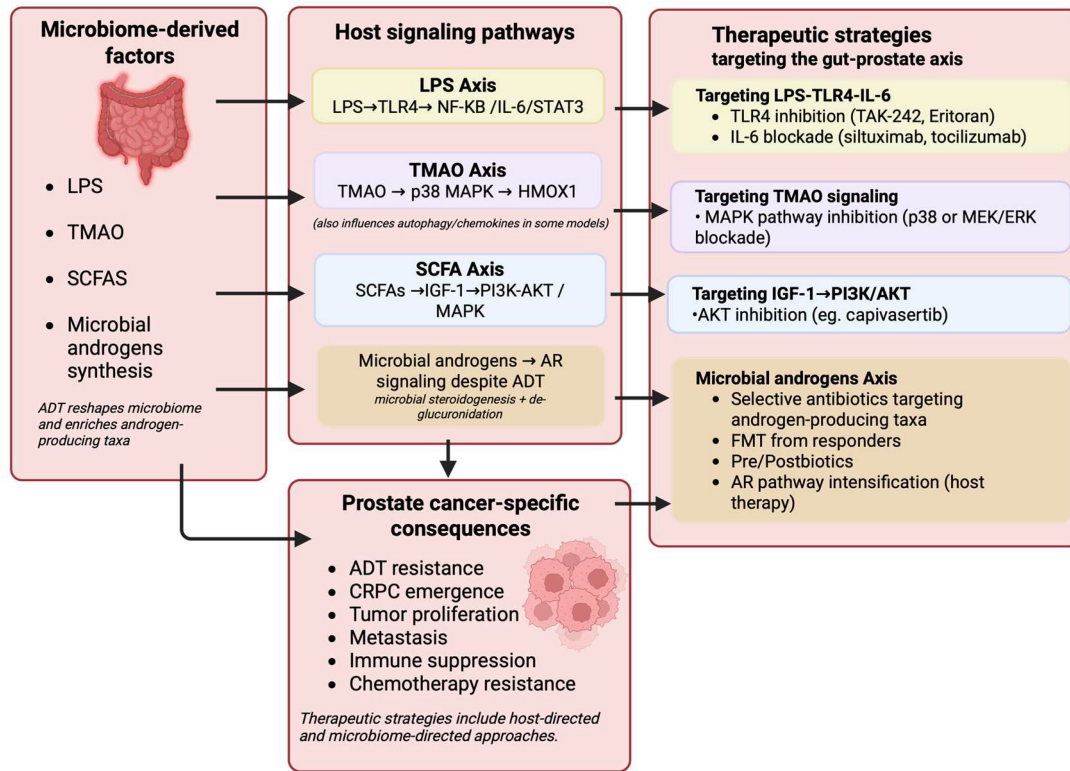 Microbiome-derived
factors
• LPS
• TMAO
• SCFAS
• Microbial
androgens
synthesis
ADT reshapes microbiome
and enriches androgen-
producing taxa
Host signaling pathways
LPS Axis
LPS→TLR4→ NF-KB /IL-6/STAT3
TMAO Axis
TMAO → p38 MAPK → HMOX1
(also influences autophagy/chemokines in some models)
SCFA Axis
SCFAs →IGF-1→PI3K-AKT /
MAPK
Microbial androgens → AR
signaling despite ADT
microbial steroidogenesis + de-
glucuronidation
Prostate cancer-specific
consequences
• ADT resistance
• CRPC emergence
• Tumor proliferation
• Metastasis
• Immune suppression
• Chemotherapy resistance
Therapeutic strategies include host-directed
and microbiome-directed approaches.
Therapeutic strategies
targeting the gut-prostate axis
Targeting LPS-TLR4-IL-6
• TLR4 inhibition (TAK-242, Eritoran)
• IL-6 blockade (siltuximab, tocilizumab)
Targeting TMAO signaling
• MAPK pathway inhibition (p38 or MEK/ERK
blockade)
Targeting IGF-1→PI3K/AKT
•AKT inhibition (eg. capivasertib)
Microbial androgens Axis
• Selective antibiotics targeting
androgen-producing taxa
• FMT from responders
• Pre/Postbiotics
• AR pathway intensification (host
therapy)